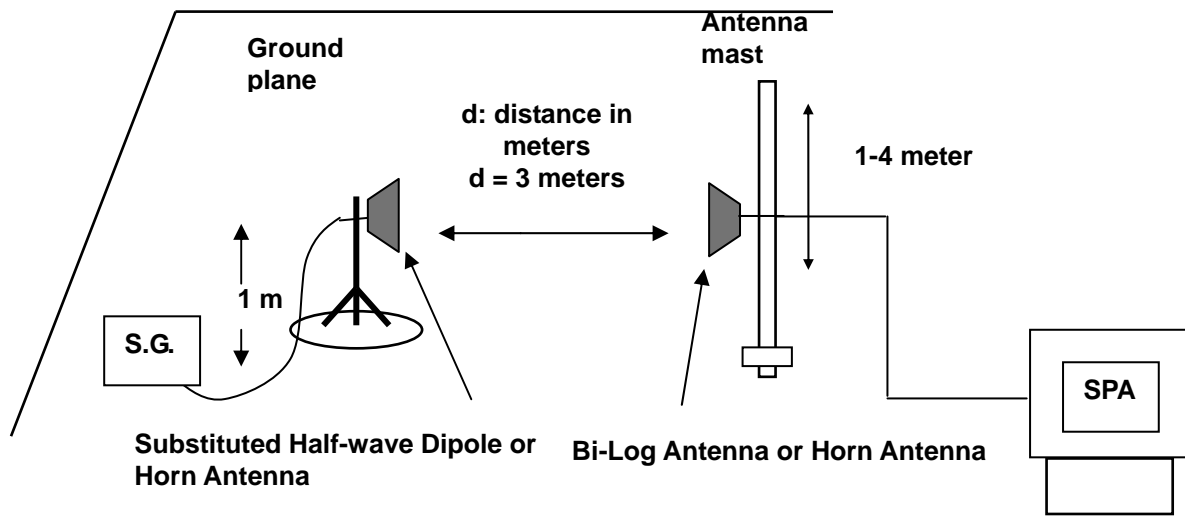 Ground
plane
Antenna
mast
d: distance in
meters
d = 3 meters
1-4 meter
1 m
S.G.
SPA
Substituted Half-wave Dipole or
Horn Antenna
Bi-Log Antenna or Horn Antenna